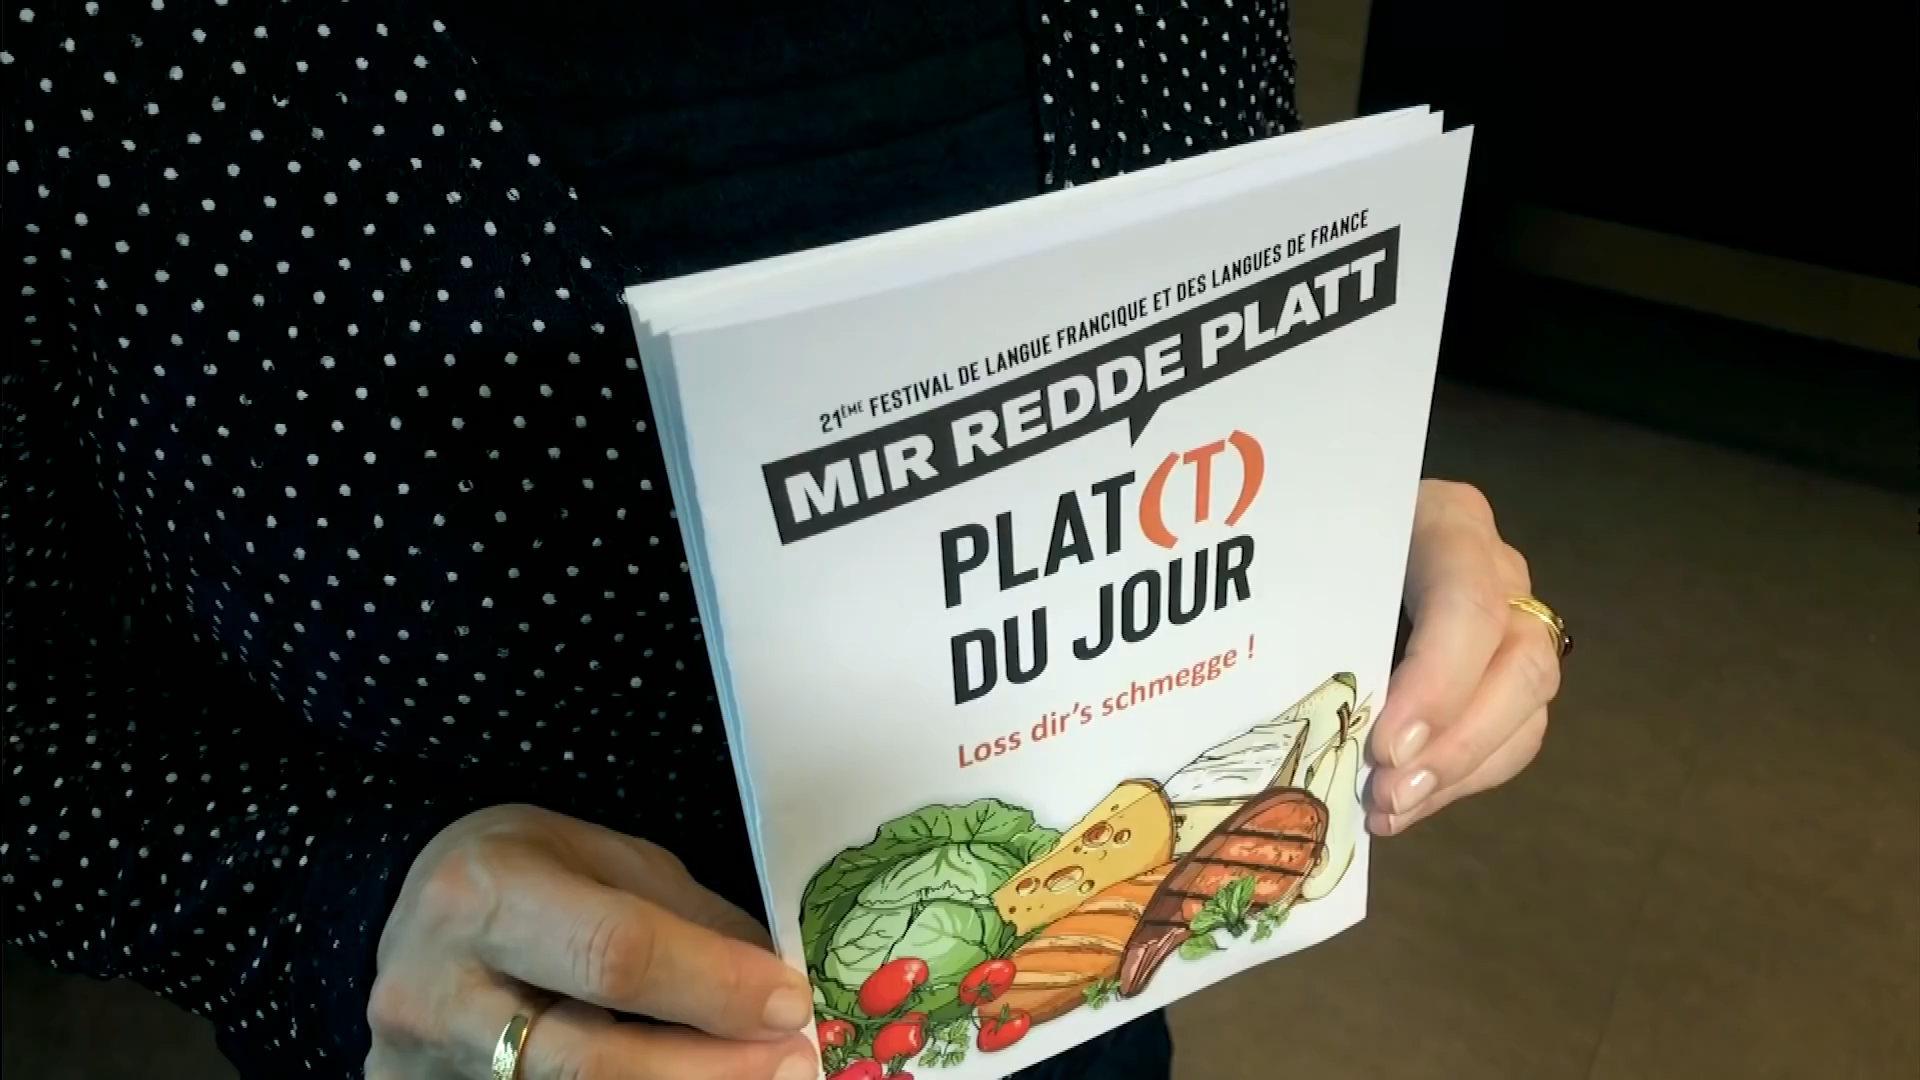 21ÈME FESTIVAL DE LANGUE FRANCIQUE ET DES LANGUES DE FRANCE
MIR REDDE PLATT
PLAT(T)
DU JOUR
Loss dir's schmegge !